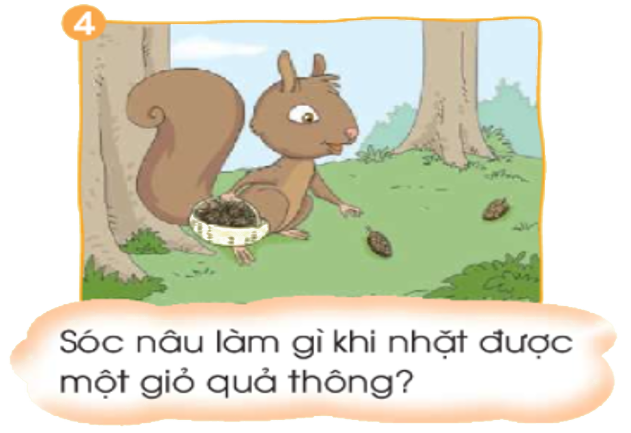 4
Sóc nâu làm gì khi nhặt được
một giỏ quả thông?